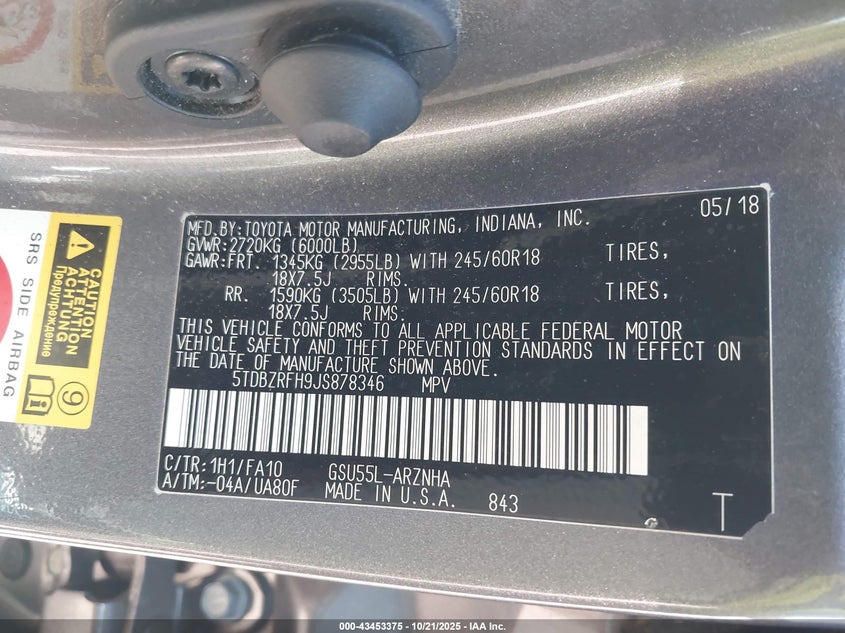 MFD.BY:TOYOTA MOTOR MANUFACTURING, INDIANA, INC. 05/18
GVWR:2720KG (6000LB)
GAWR:FRT. 1345KG (2955LB) WITH 245/60R18 TIRES,
18X7.5J RIMS.
RR. 1590KG (3505LB) WITH 245/60R18 TIRES,
18X7.5J RIMS.
THIS VEHICLE CONFORMS TO ALL APPLICABLE FEDERAL MOTOR
VEHICLE SAFETY AND THEFT PREVENTION STANDARDS IN EFFECT ON
THE DATE OF MANUFACTURE SHOWN ABOVE.
5TDBZRFH9JS878346 MPV
C/TR:1H1/FA10 GSU55L-ARZNHA
A/TM:-04A/UA80F MADE IN U.S.A. 843
T
CAUTION
ATTENTION
ACHTUNG
Предупреждение
9
SRS SIDE AIRBAG
000-43453375 - 10/21/2025 - IAA Inc.